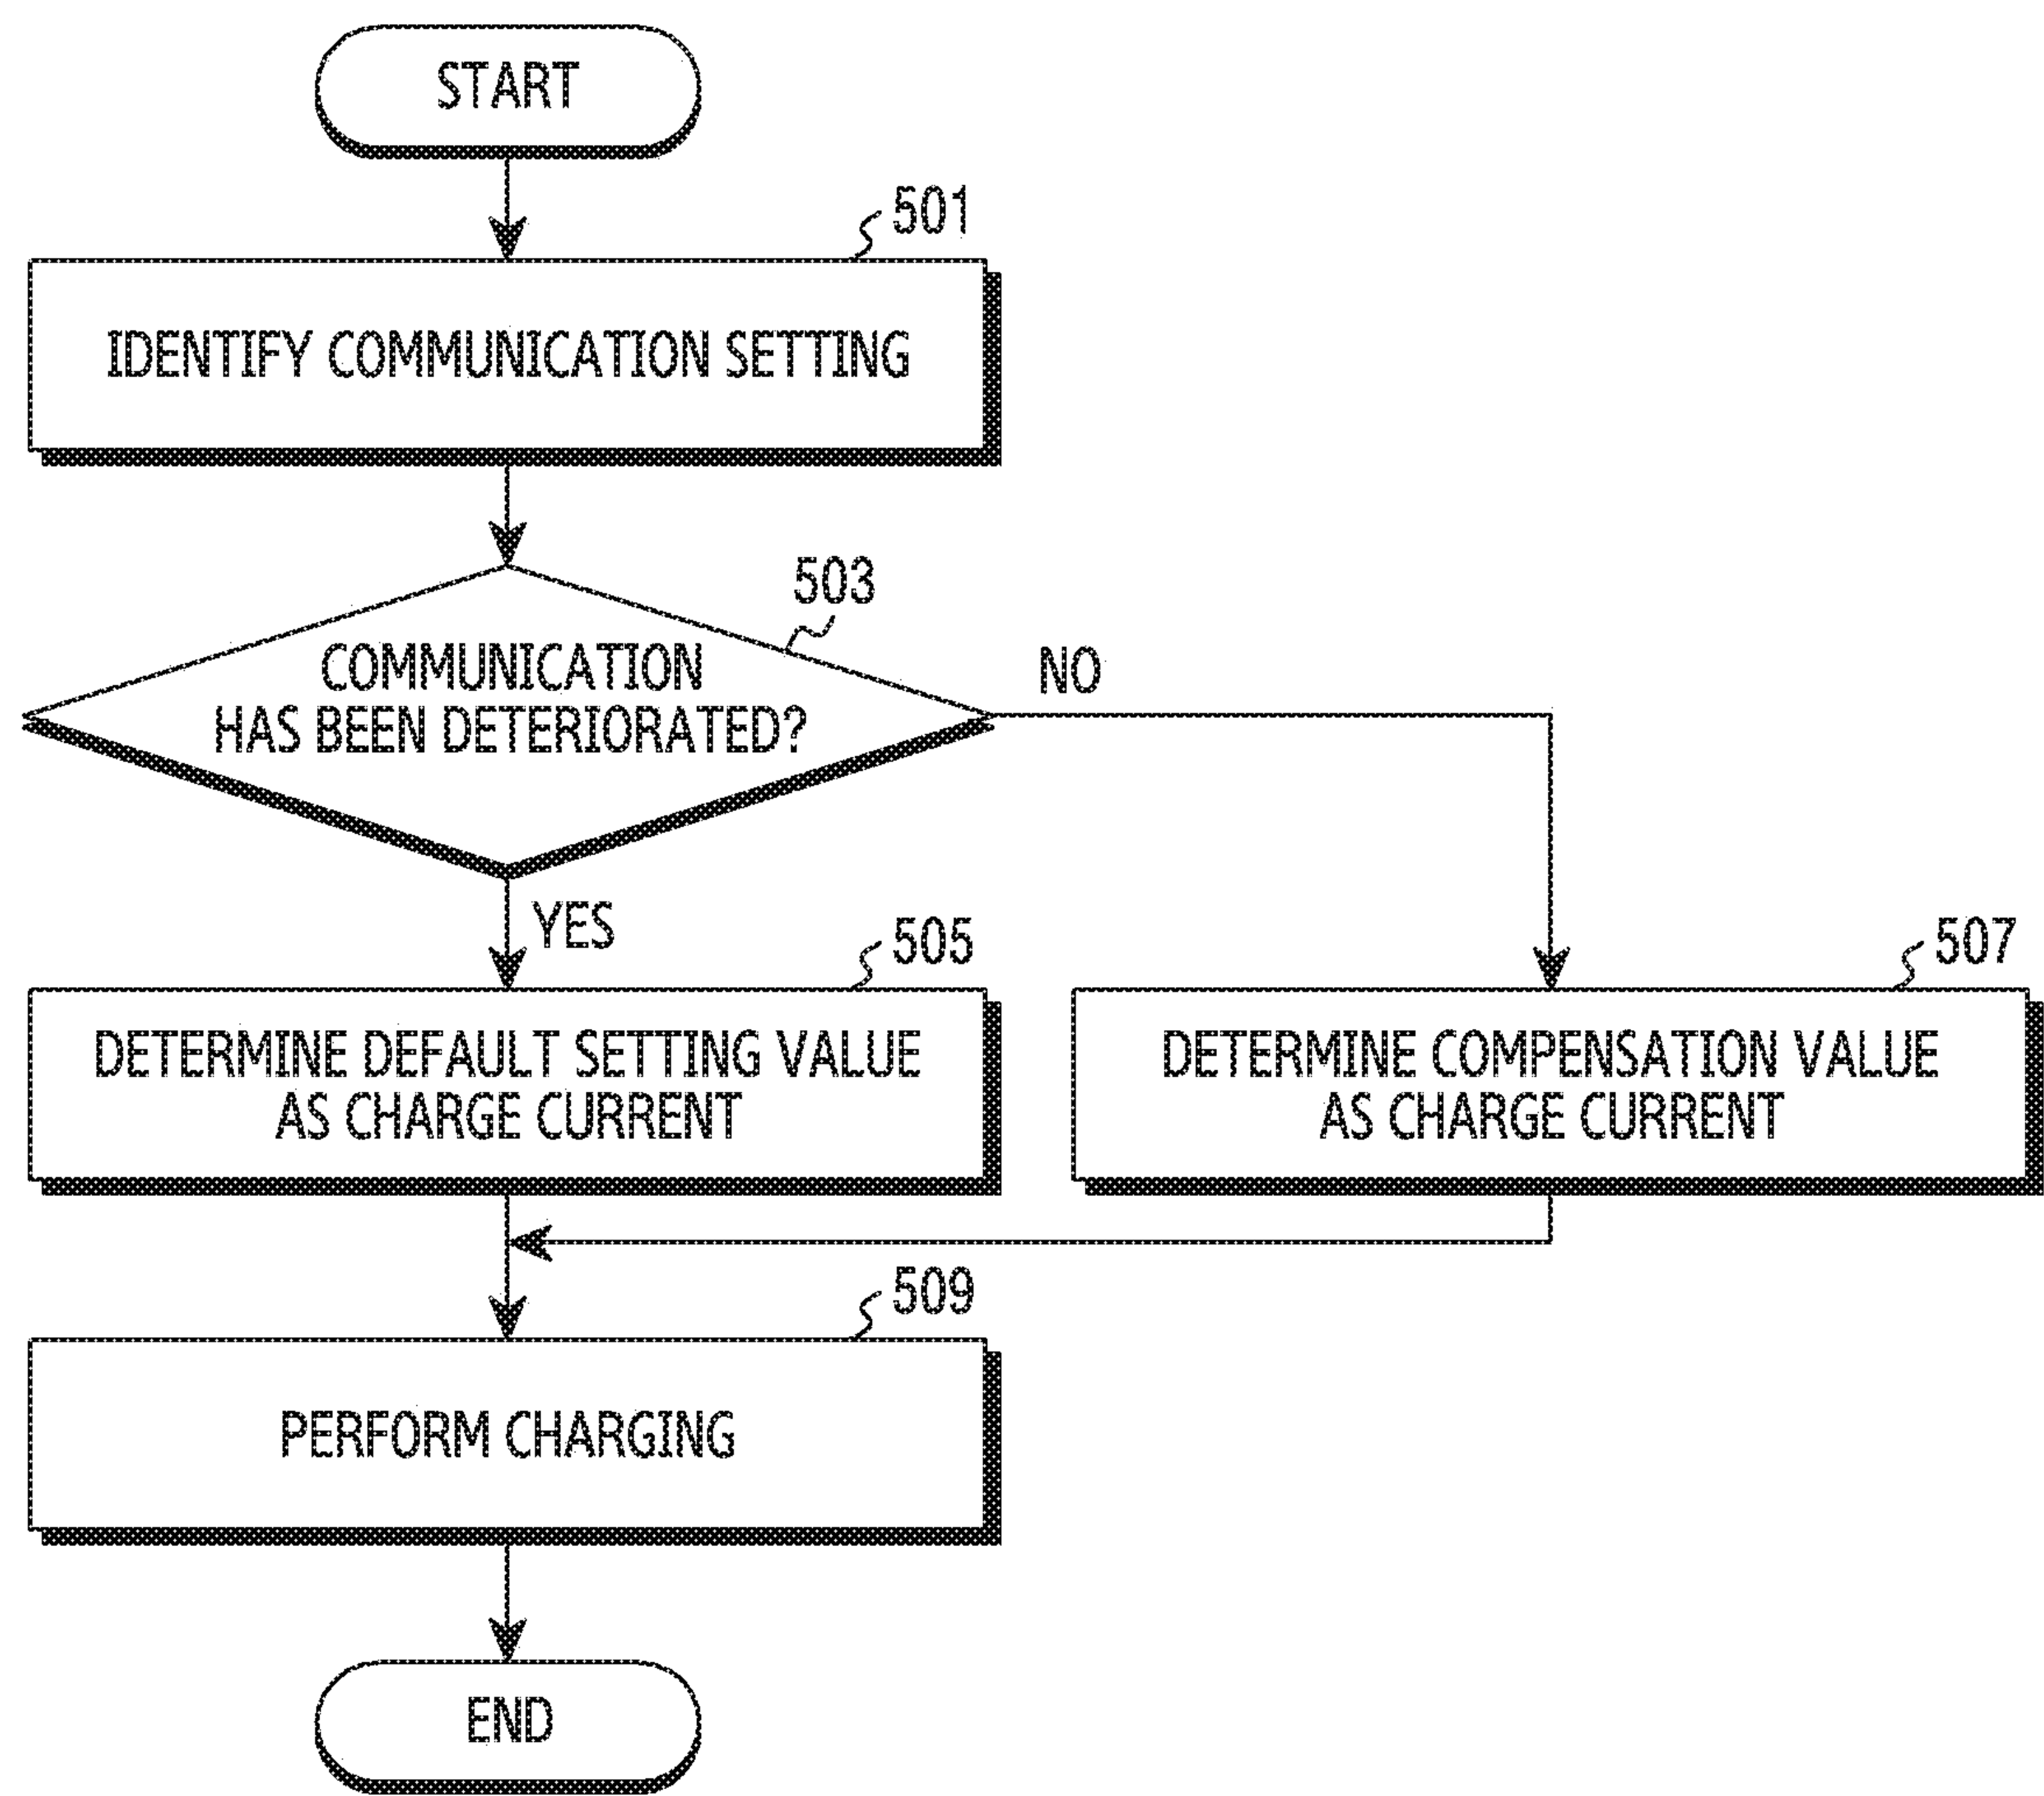 START
501
IDENTIFY COMMUNICATION SETTING
503
COMMUNICATION
HAS BEEN DETERIORATED?
NO
YES
505
DETERMINE DEFAULT SETTING VALUE
AS CHARGE CURRENT
507
DETERMINE COMPENSATION VALUE
AS CHARGE CURRENT
509
PERFORM CHARGING
END